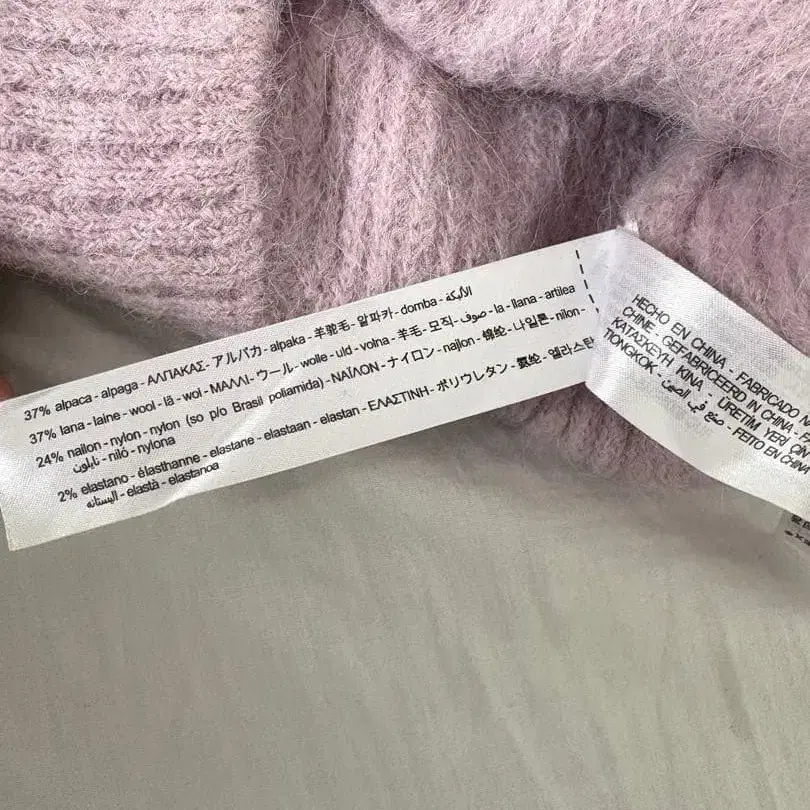 37% alpaca - alpaga - ΑΛΠΑΚΑΣ - アルパカ - alpaka - 羊驼毛 - 알파카 - domba - الألبكة
37% lana - laine - wool - lã - wol - ΜΑΛΛΙ - ウール - wolle - uld - volna - 羊毛 - 모직 - صوف - la - llana - artilea
24% nailon - nylon - nylon (so p/o Brasil poliamida) - ΝΑΪΛΟΝ - ナイロン - najlon - 锦纶 - 나일론 - nilon -
نايلون - niló - nylona
2% elastano - élasthanne - elastane - elastaan - elastan - ΕΛΑΣΤΙΝΗ - ポリウレタン - 氨纶 - 엘라스탄
اليستانه - elastà - elastanoa
HECHO EN CHINA - FABRICADO
CHINE - GEFABRICEERD IN CHINA -
ΚΑΤΑΣΚΕΥΗ ΚΙΝΑ - ÜRETİM YERİ ÇİN
TIONGKOK - صنع في الصين - FEITO EN CHINA